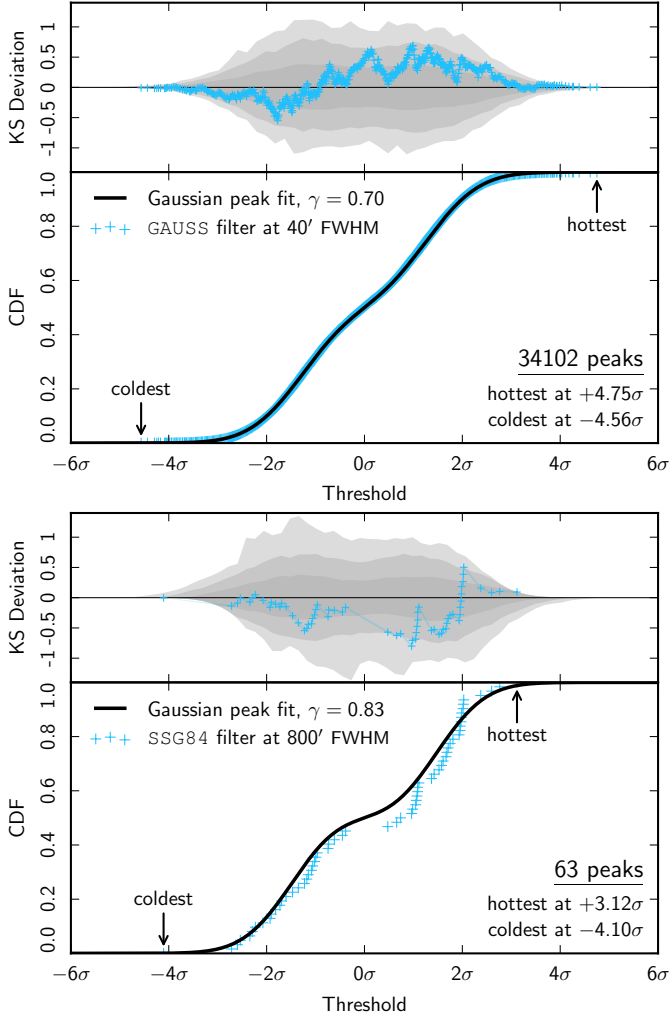 KS Deviation
1
0.5
0
-0.5
-1
CDF
1.0
0.8
0.6
0.4
0.2
0.0
Gaussian peak fit, γ = 0.70
GAUSS filter at 40′ FWHM
hottest
coldest
34102 peaks
hottest at +4.75σ
coldest at −4.56σ
−6σ −4σ −2σ 0σ 2σ 4σ 6σ
Threshold
KS Deviation
1
0.5
0
-0.5
-1
CDF
1.0
0.8
0.6
0.4
0.2
0.0
Gaussian peak fit, γ = 0.83
SSG84 filter at 800′ FWHM
hottest
coldest
63 peaks
hottest at +3.12σ
coldest at −4.10σ
−6σ −4σ −2σ 0σ 2σ 4σ 6σ
Threshold